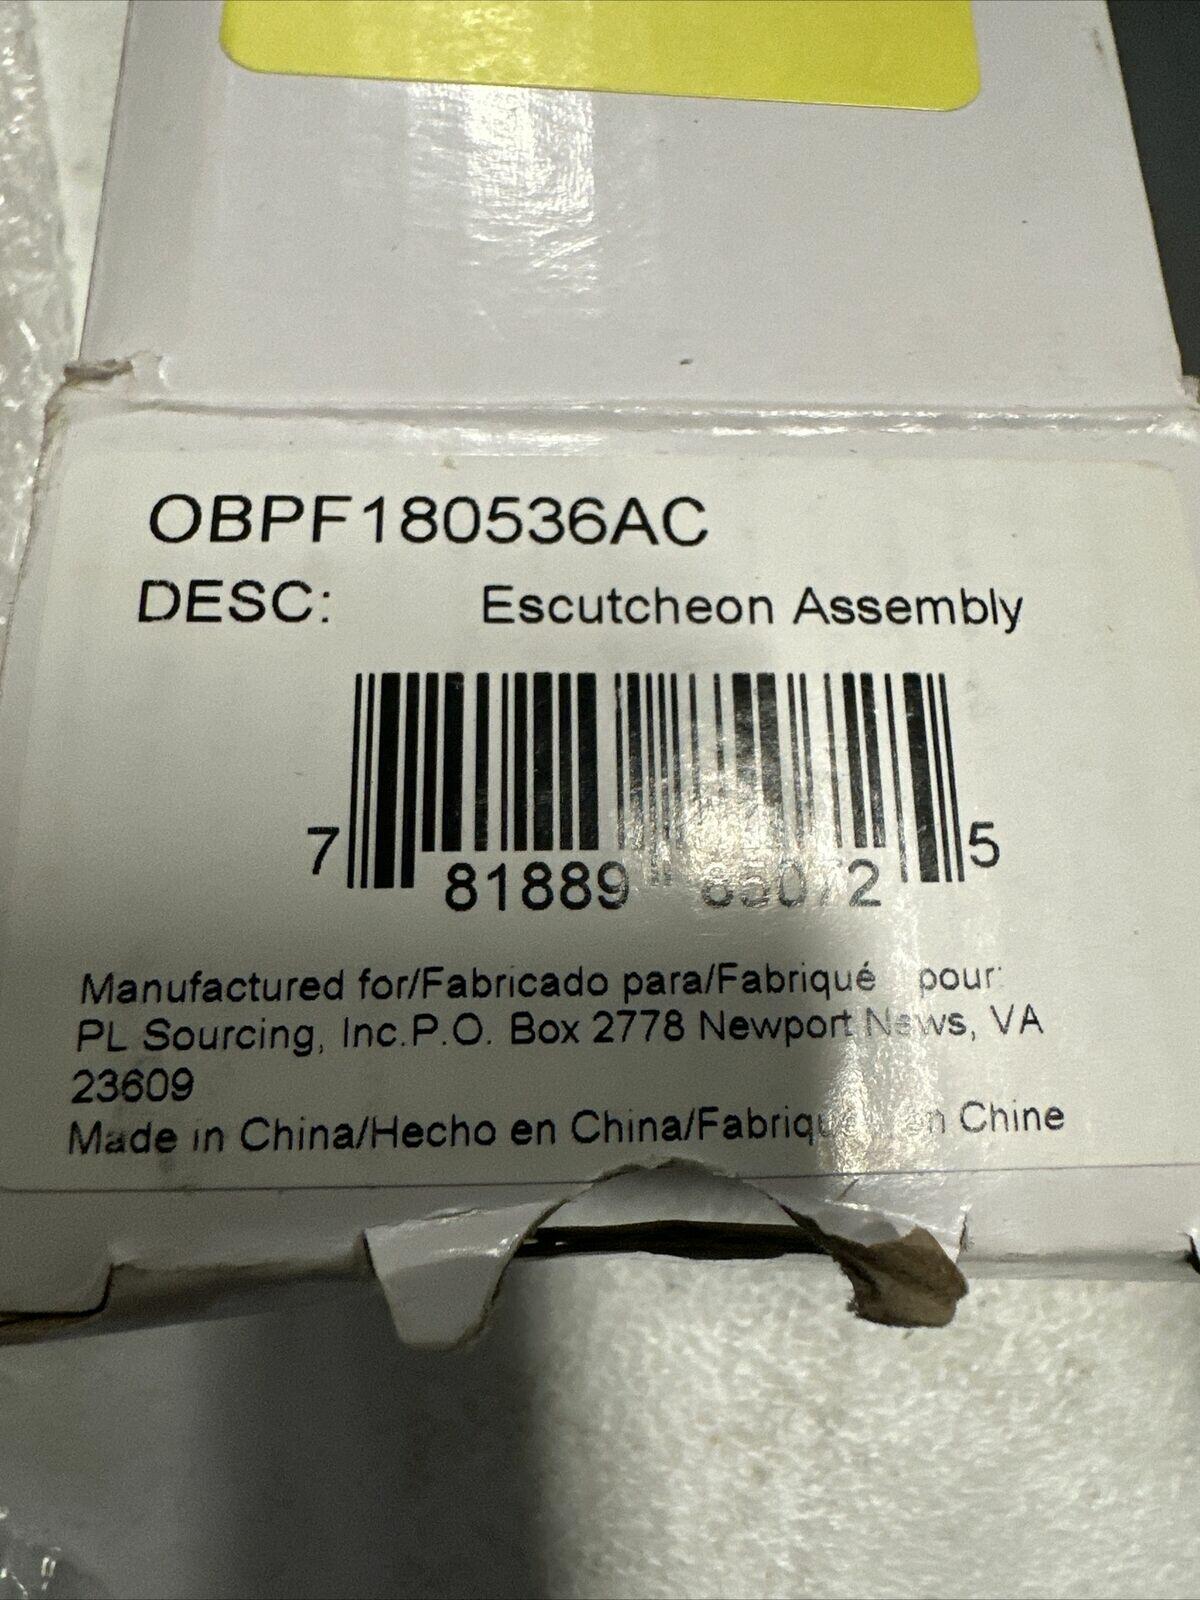 OBPF180536AC
DESC: Escutcheon Assembly
7 81889 072 5
Manufactured for/Fabricado para/Fabriqué pour:
PL Sourcing, Inc.P.O. Box 2778 Newport News, VA
23609
Made in China/Hecho en China/Fabriqué en Chine